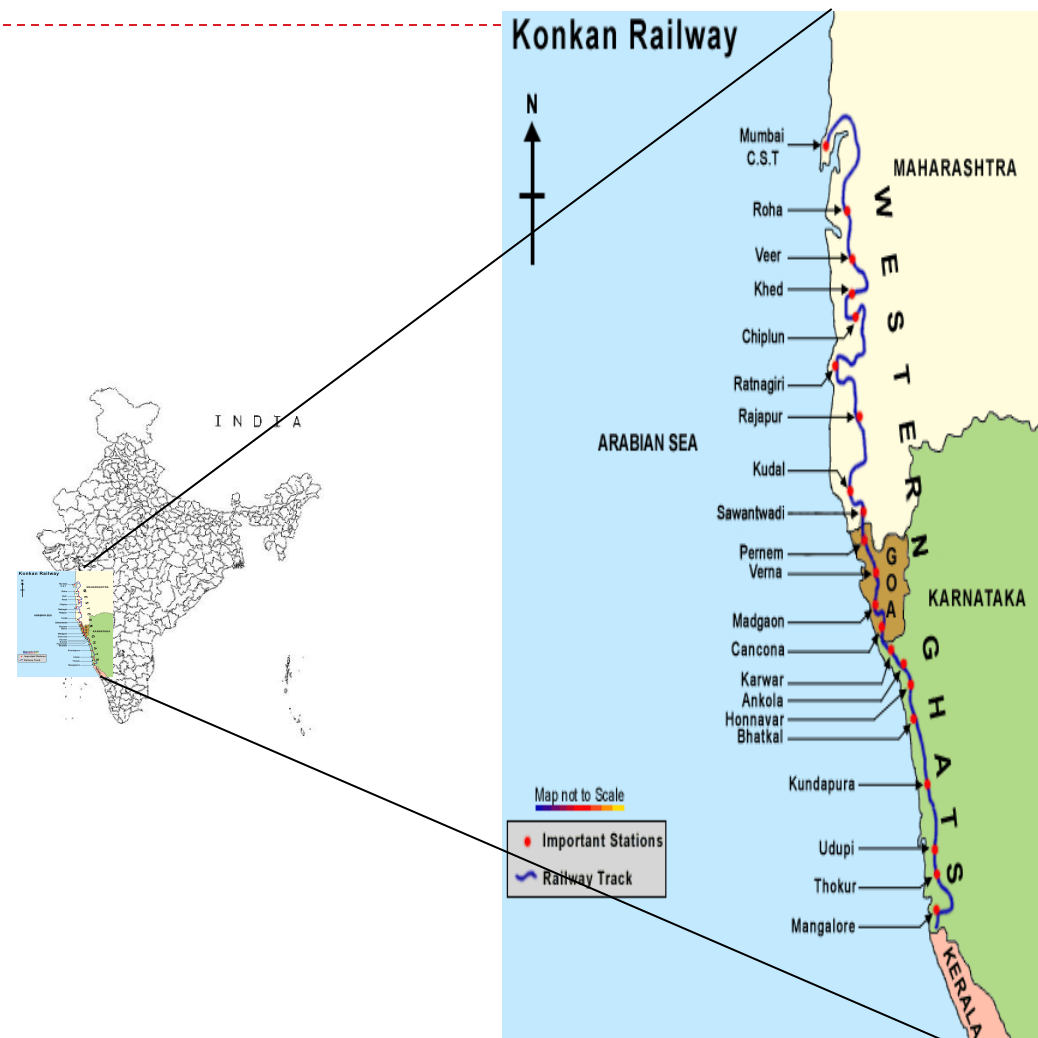 Konkan Railway
N
Mumbai
C.S.T
MAHARASHTRA
Roha
Veer
Khed
Chiplun
Ratnagiri
Rajapur
INDIA
ARABIAN SEA
Kudal
Sawantwadi
Pernem
Verna
GOA
KARNATAKA
Madgaon
Cancona
Karwar
Ankola
Honnavar
Bhatkal
WESTERN GHATS
Kundapura
Map not to Scale
Important Stations
Railway Track
Udupi
Thokur
Mangalore
KERALA
Konkan Railway